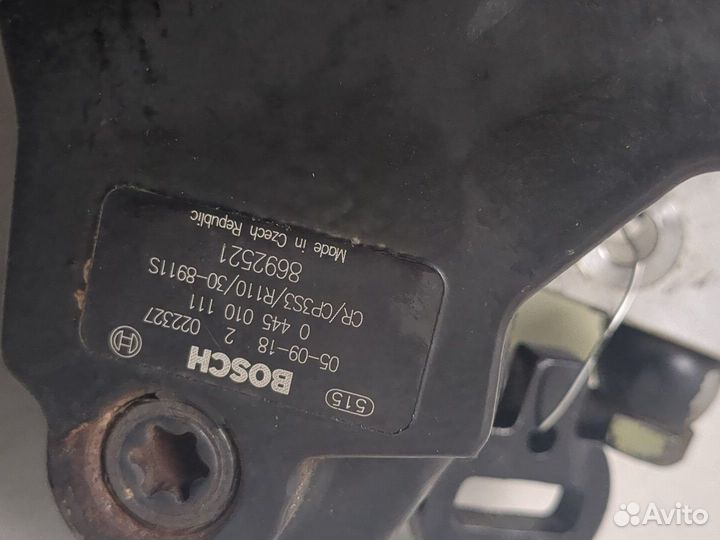 515
BOSCH
05-09-18 2 022327
0 445 010 111
CR/CP3S3/R110/30-8911S
8692521
Made in Czech Republic
Avito